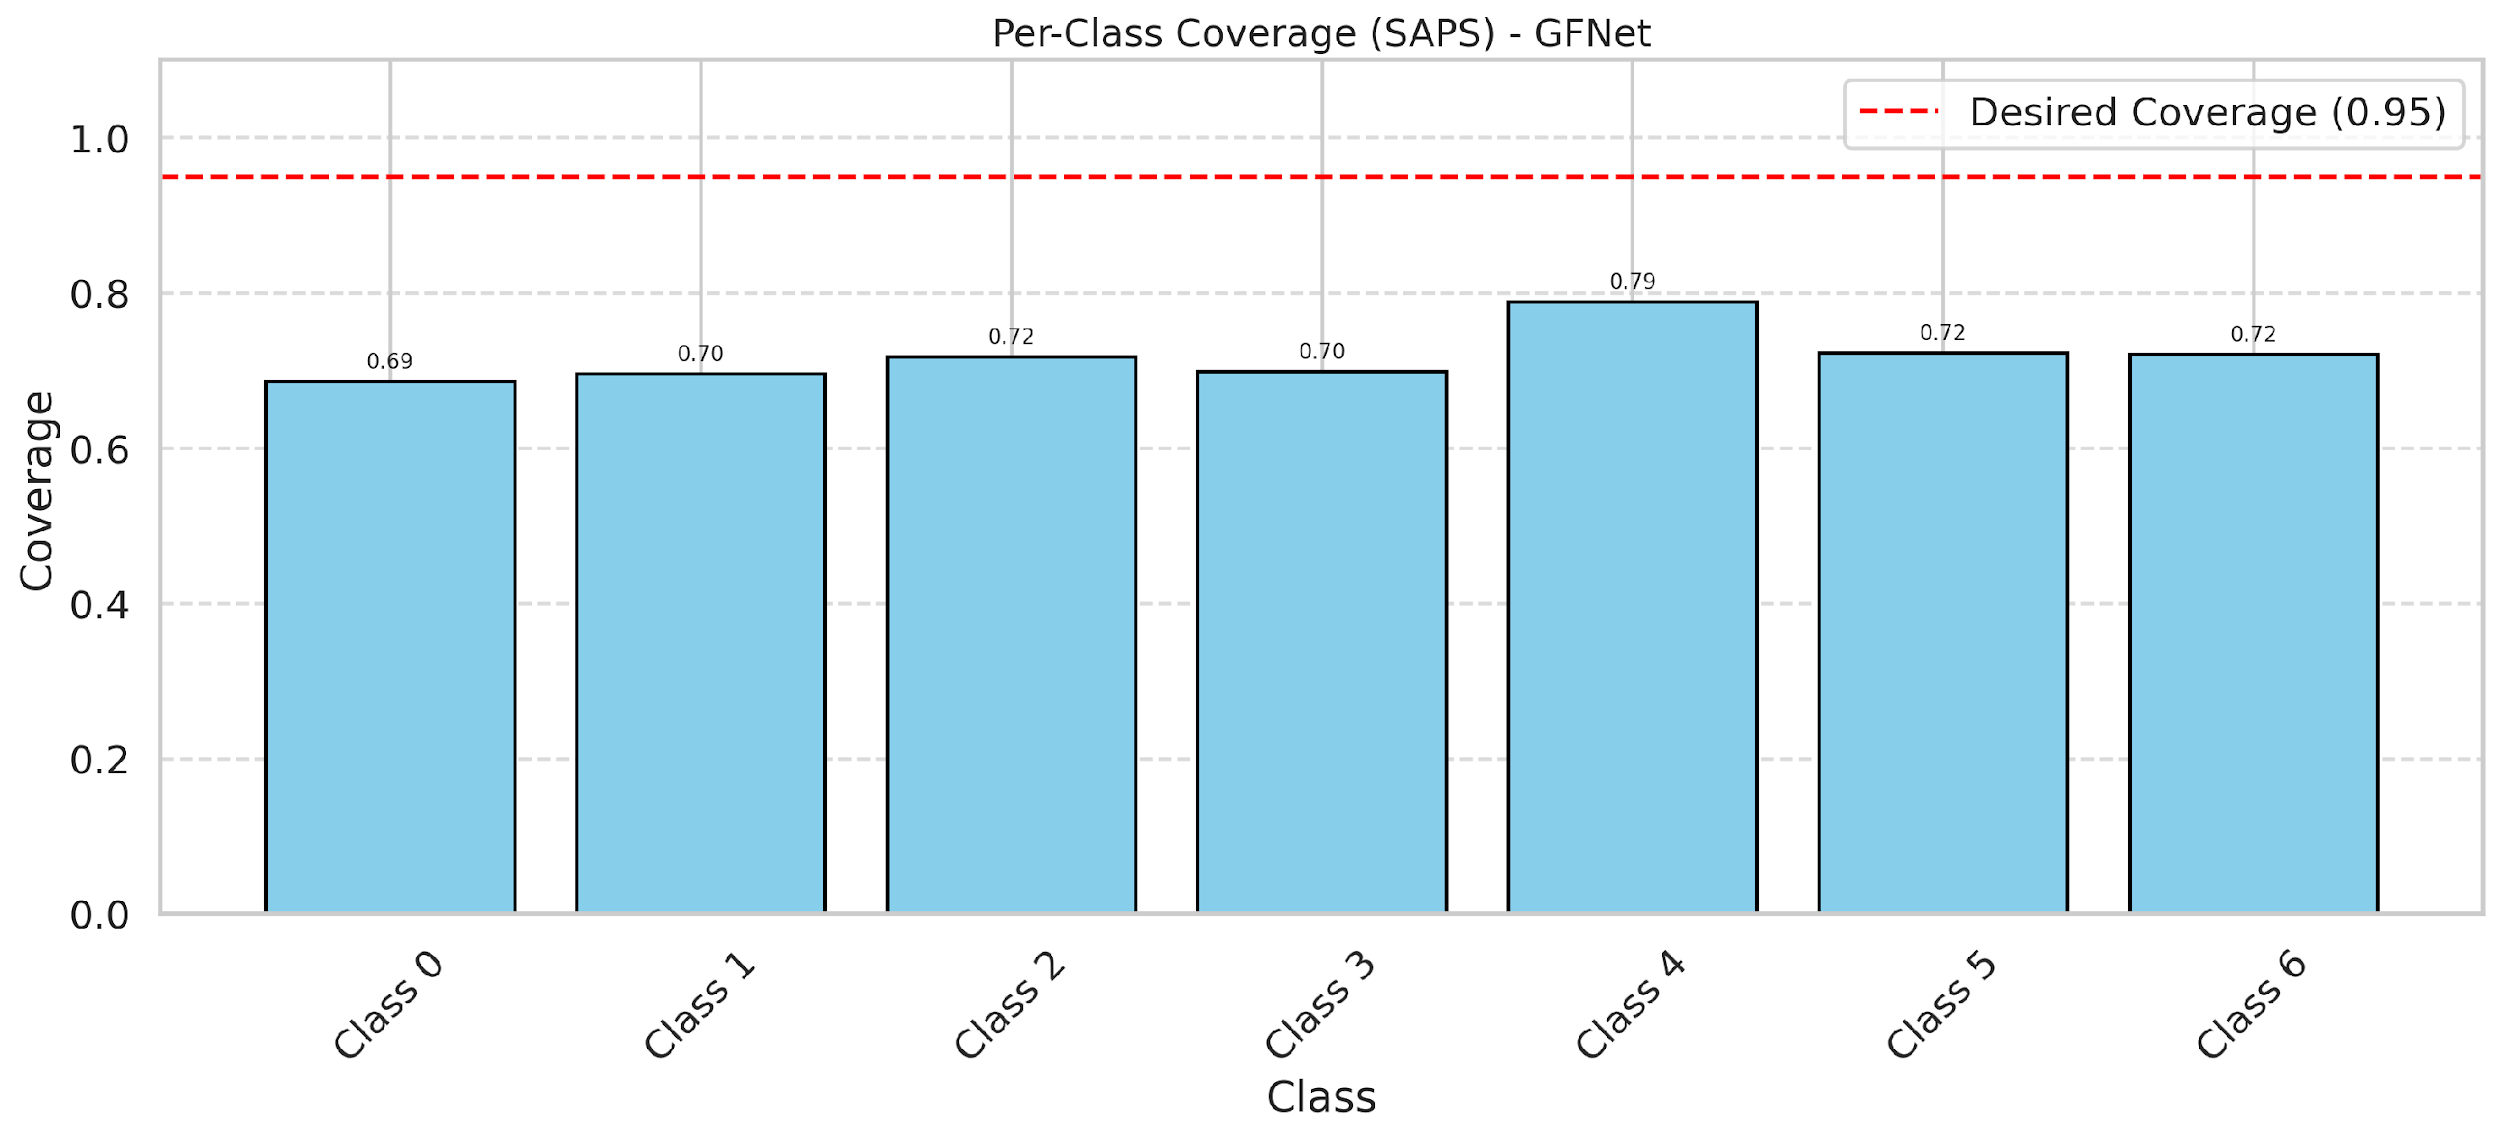 Per-Class Coverage (SAPS) - GFNet
Desired Coverage (0.95)
Coverage
1.0
0.8
0.6
0.4
0.2
0.0
0.69
0.70
0.72
0.70
0.79
0.72
0.72
Class 0
Class 1
Class 2
Class 3
Class 4
Class 5
Class 6
Class